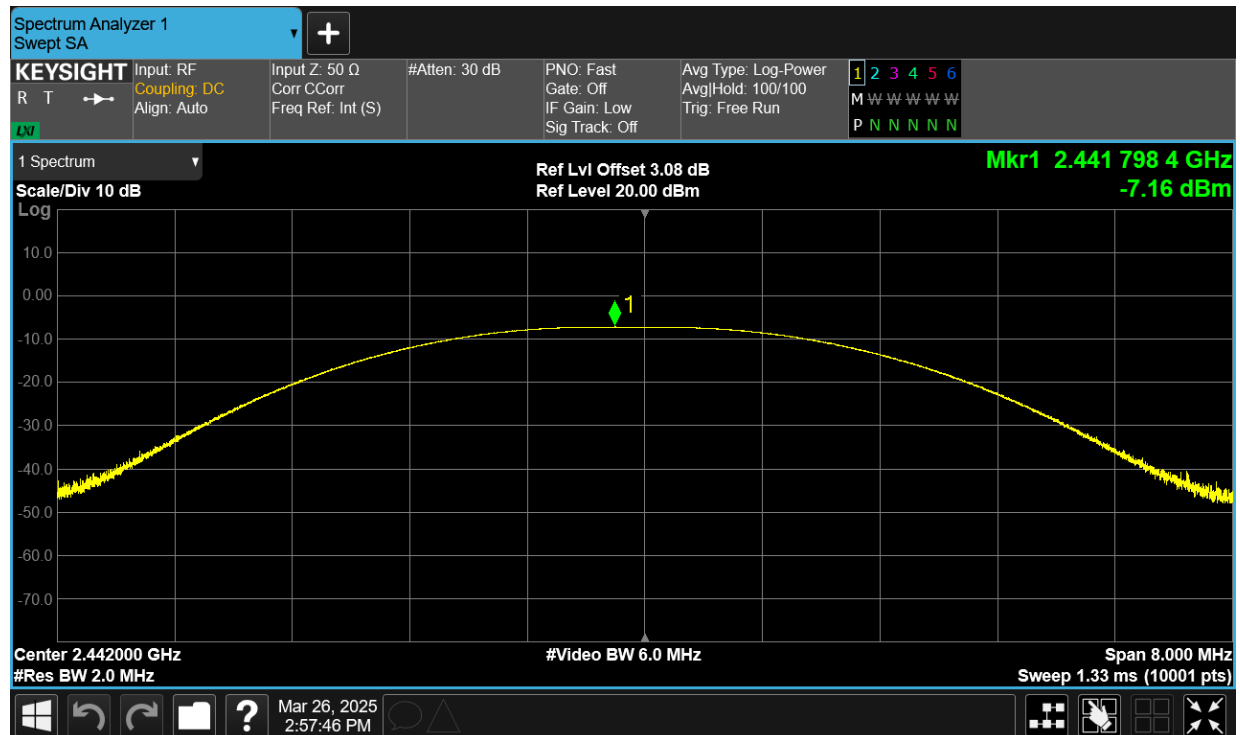 Spectrum Analyzer 1
Swept SA
+
KEYSIGHT
R T
LXI
Input: RF
Coupling: DC
Align: Auto
Input Z: 50 Ω
Corr CCorr
Freq Ref: Int (S)
#Atten: 30 dB
PNO: Fast
Gate: Off
IF Gain: Low
Sig Track: Off
Avg Type: Log-Power
Avg|Hold: 100/100
Trig: Free Run
1 2 3 4 5 6
M W W W W W
P N N N N N
1 Spectrum
Scale/Div 10 dB
Ref Lvl Offset 3.08 dB
Ref Level 20.00 dBm
Mkr1 2.441 798 4 GHz
-7.16 dBm
Log
10.0
0.00
-10.0
-20.0
-30.0
-40.0
-50.0
-60.0
-70.0
1
Center 2.442000 GHz
#Res BW 2.0 MHz
#Video BW 6.0 MHz
Span 8.000 MHz
Sweep 1.33 ms (10001 pts)
?
Mar 26, 2025
2:57:46 PM